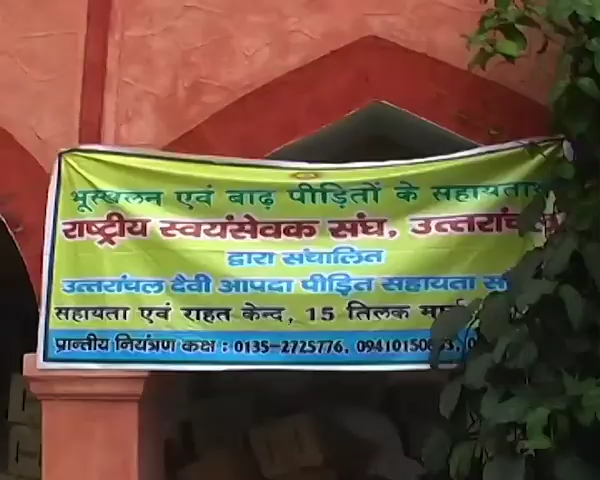 भूस्खलन एवं बाढ़ पीड़ितों के सहायतार्थ
राष्ट्रीय स्वयंसेवक संघ, उत्तरांचल
द्वारा संचालित
उत्तरांचल दैवी आपदा पीड़ित सहायता
सहायता एवं राहत केन्द, 15 तिलक मार्ग
प्रान्तीय नियंत्रण कक्ष : 0135-2725776,